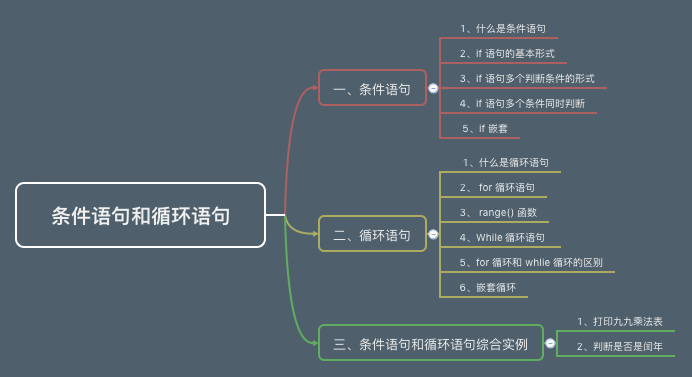 条件语句和循环语句
一、条件语句
1、什么是条件语句
2、if 语句的基本形式
3、if 语句多个判断条件的形式
4、if 语句多个条件同时判断
5、if 嵌套
二、循环语句
1、什么是循环语句
2、 for 循环语句
3、 range() 函数
4、While 循环语句
5、for 循环和 whlie 循环的区别
6、嵌套循环
三、条件语句和循环语句综合实例
1、打印九九乘法表
2、判断是否是闰年